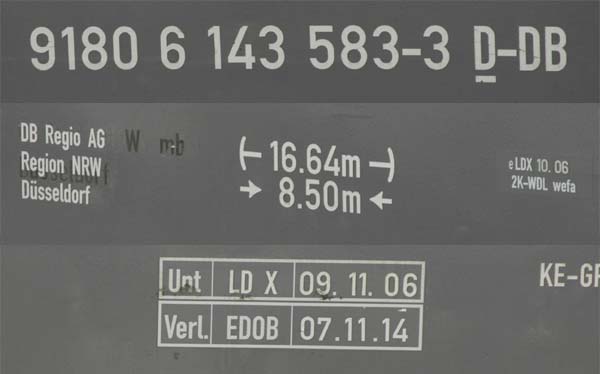 9180 6 143 583-3 D-DB
DB Regio AG W mb
Region NRW
Düsseldorf
16.64m
8.50m
eLDX 10. 06
2K-WDL wefa
KE-GP
Unt LD X 09. 11. 06
Verl. EDOB 07.11.14